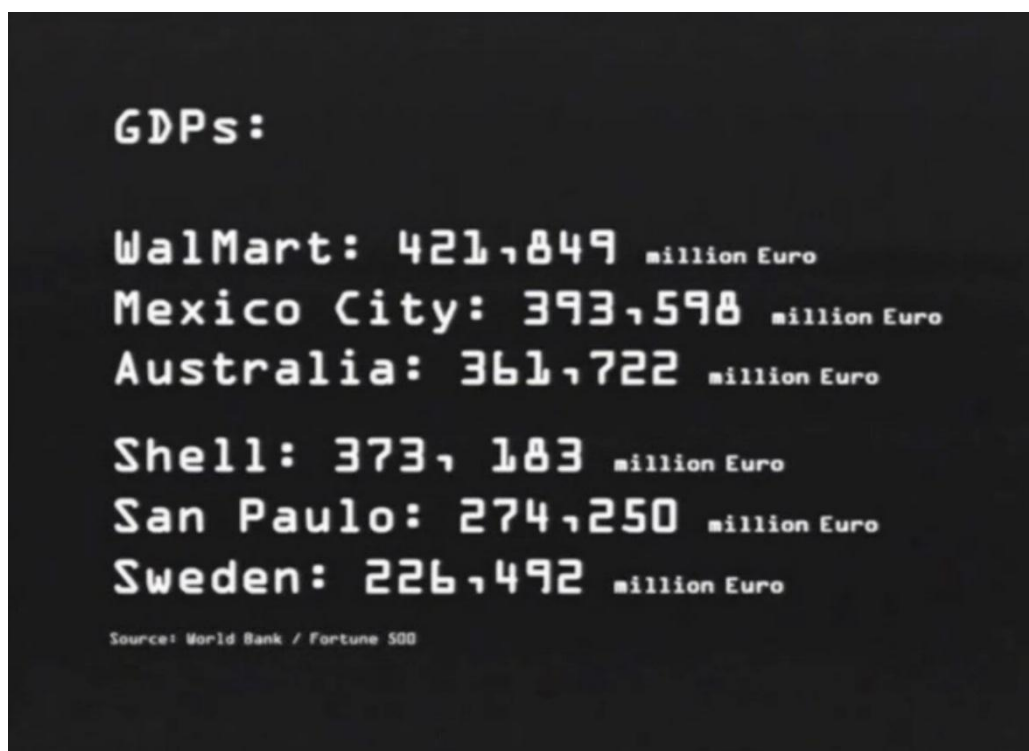 GDPs:
WalMart: 421,849 million Euro
Mexico City: 393,598 million Euro
Australia: 361,722 million Euro
Shell: 373, 183 million Euro
San Paulo: 274,250 million Euro
Sweden: 226,492 million Euro
Source: World Bank / Fortune 500